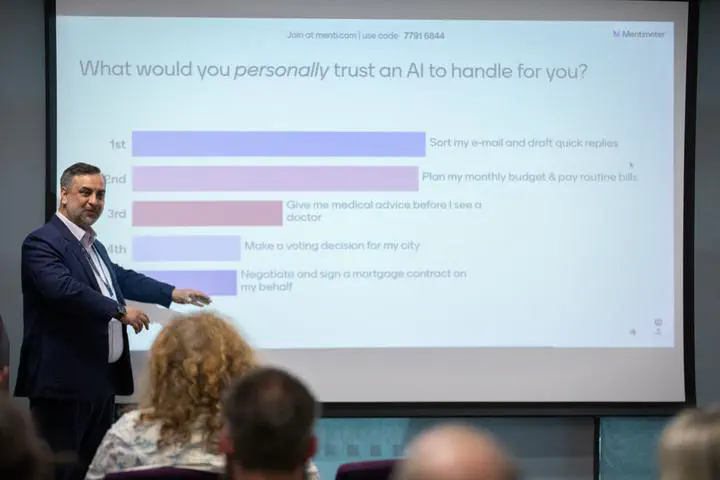 Join at menti.com | use code 7791 6844
Mentimeter
What would you personally trust an AI to handle for you?
1st
Sort my e-mail and draft quick replies
2nd
Plan my monthly budget & pay routine bills
3rd
Give me medical advice before I see a
doctor
4th
Make a voting decision for my city
Negotiate and sign a mortgage contract on
my behalf